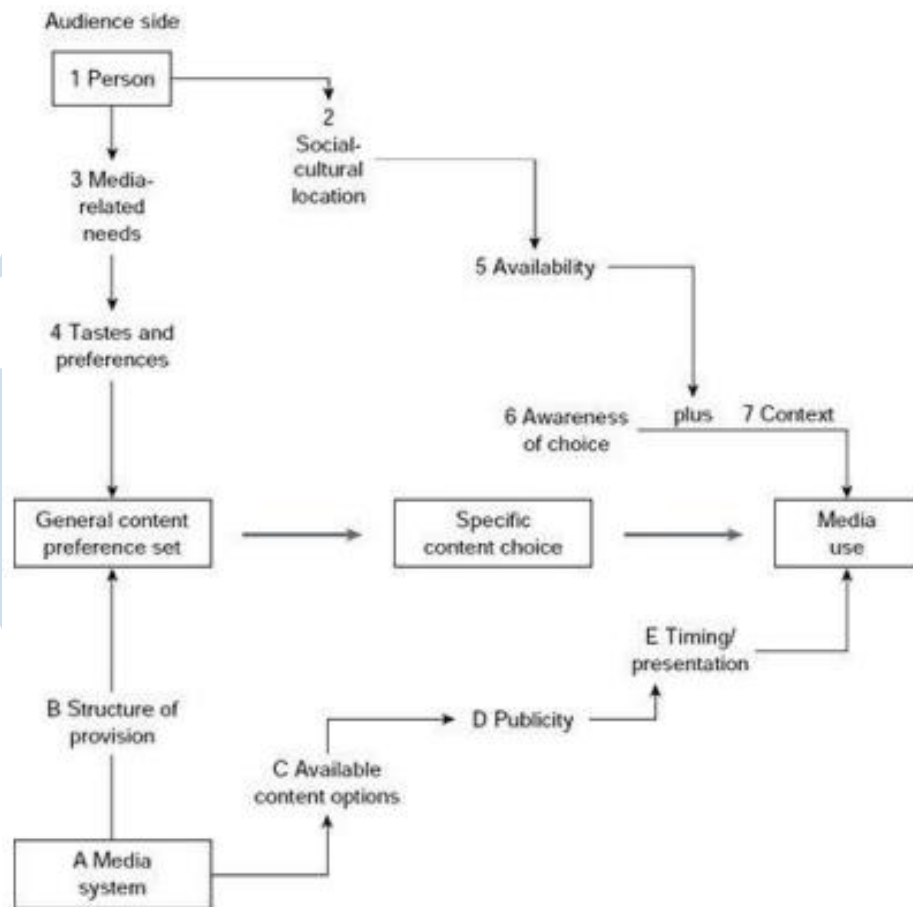 Audience side
1 Person
2
Social-
cultural
location
3 Media-
related
needs
5 Availability
4 Tastes and
preferences
6 Awareness
of choice
plus
7 Context
General content
preference set
Specific
content choice
Media
use
E Timing/
presentation
B Structure of
provision
D Publicity
C Available
content options
A Media
system